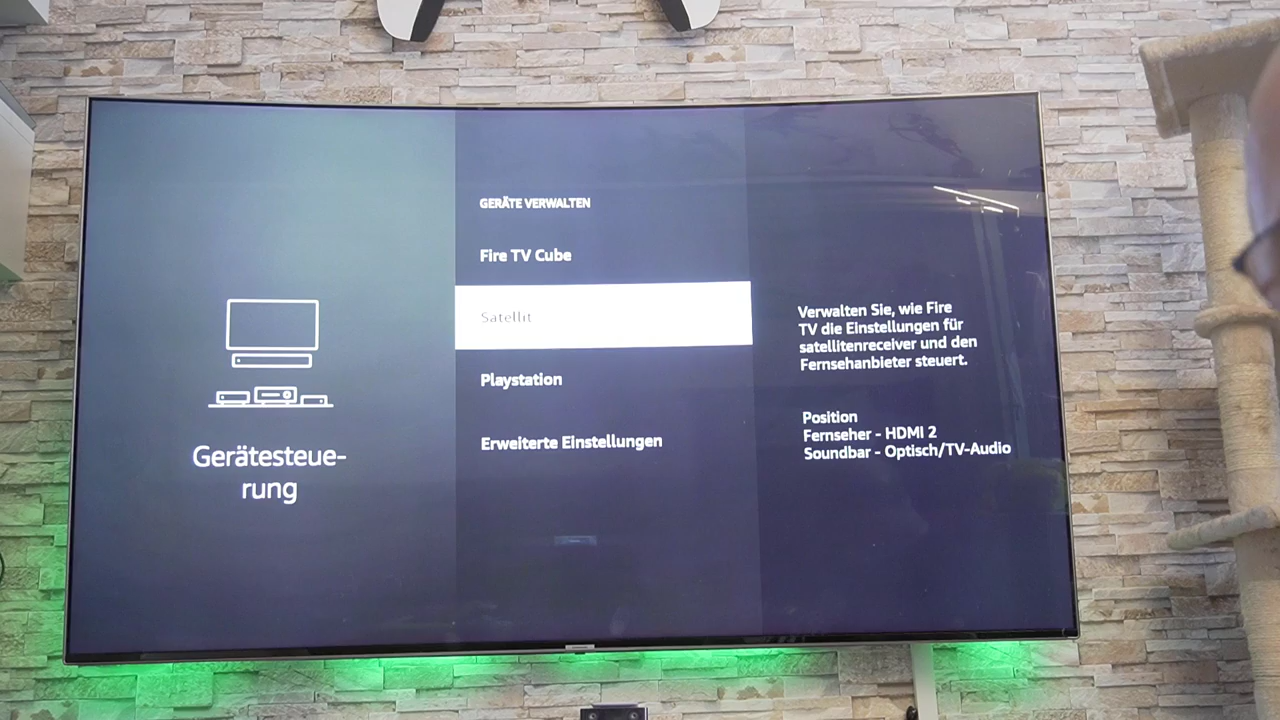 Gerätesteue-
rung
GERÄTE VERWALTEN
Fire TV Cube
Satellit
Playstation
Erweiterte Einstellungen
Verwalten Sie, wie Fire
TV die Einstellungen für
satellitenreceiver und den
Fernsehanbieter steuert.
Position
Fernseher - HDMI 2
Soundbar - Optisch/TV-Audio